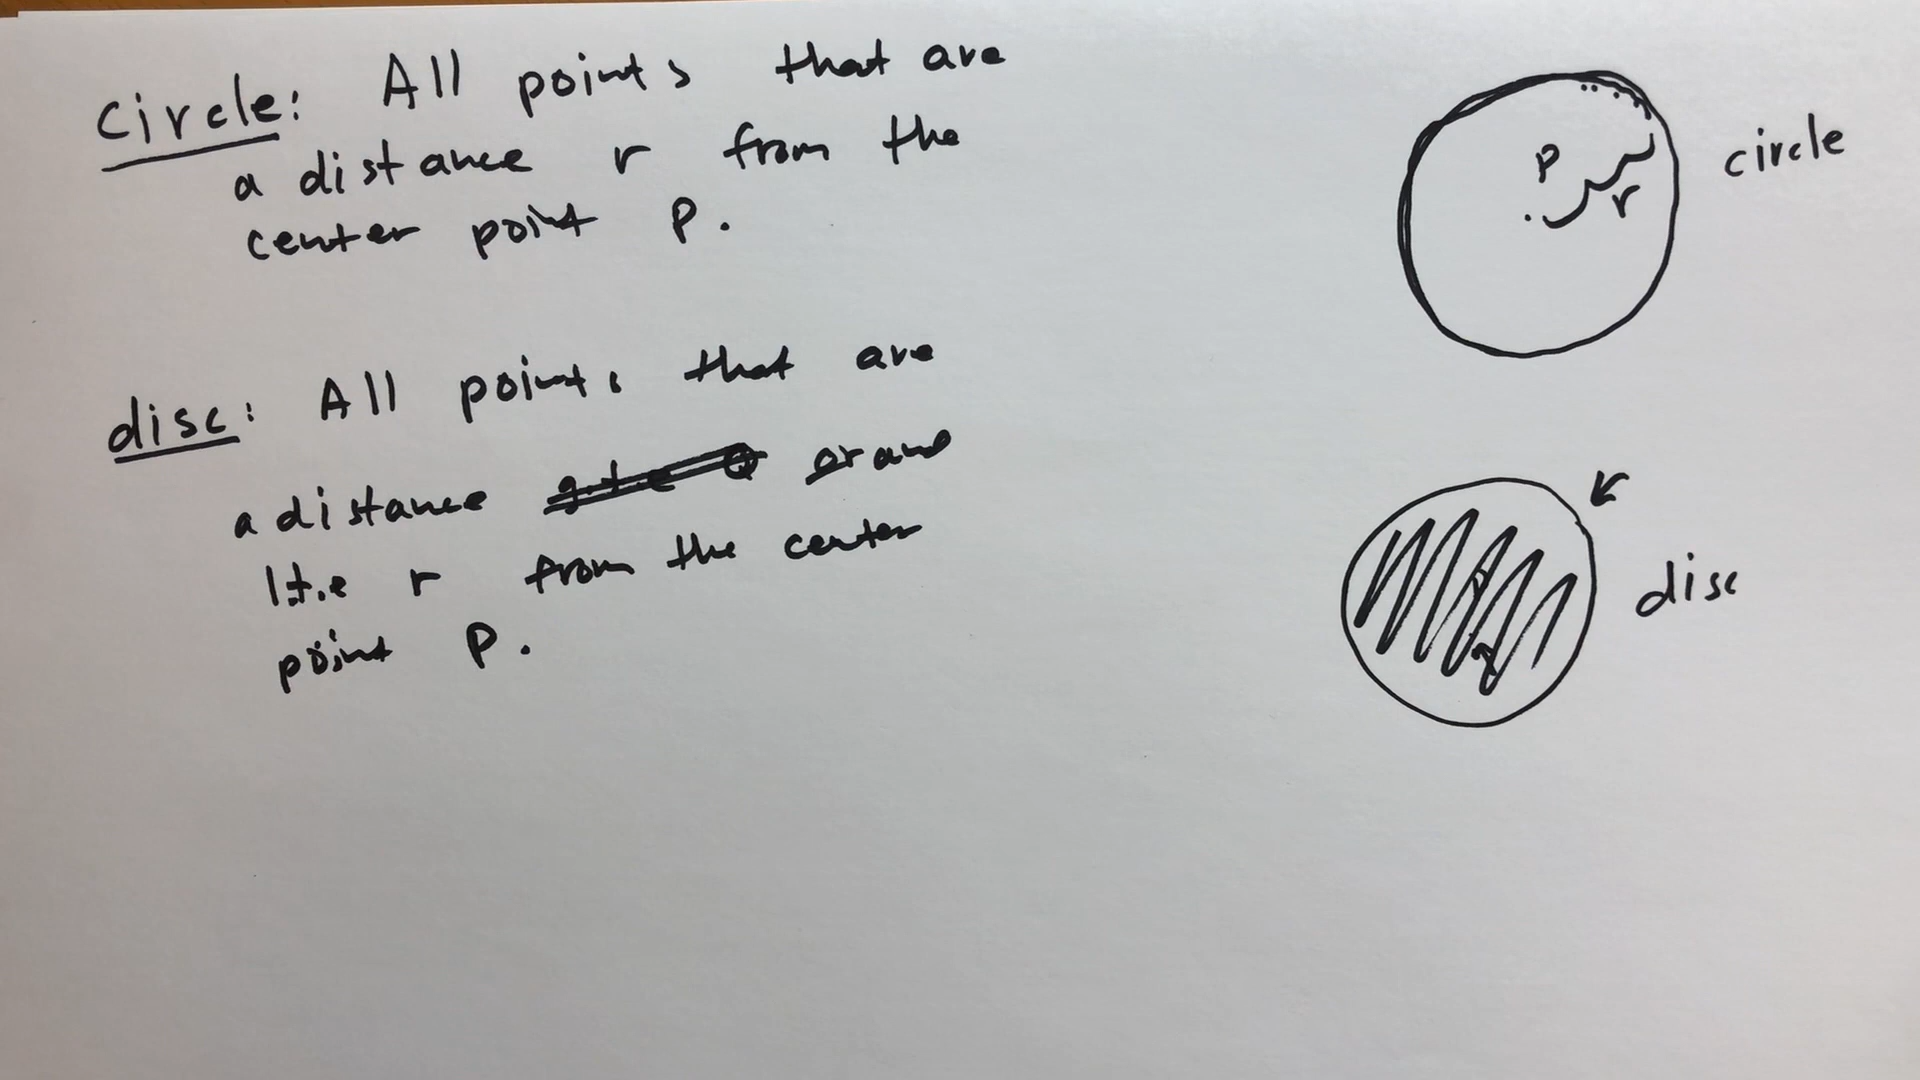 circle: All points that are
a distance r from the
center point P.
P
r
circle
disc: All points that are
a distance g.t.e 0 and
l.t.e r from the center
point P.
disc